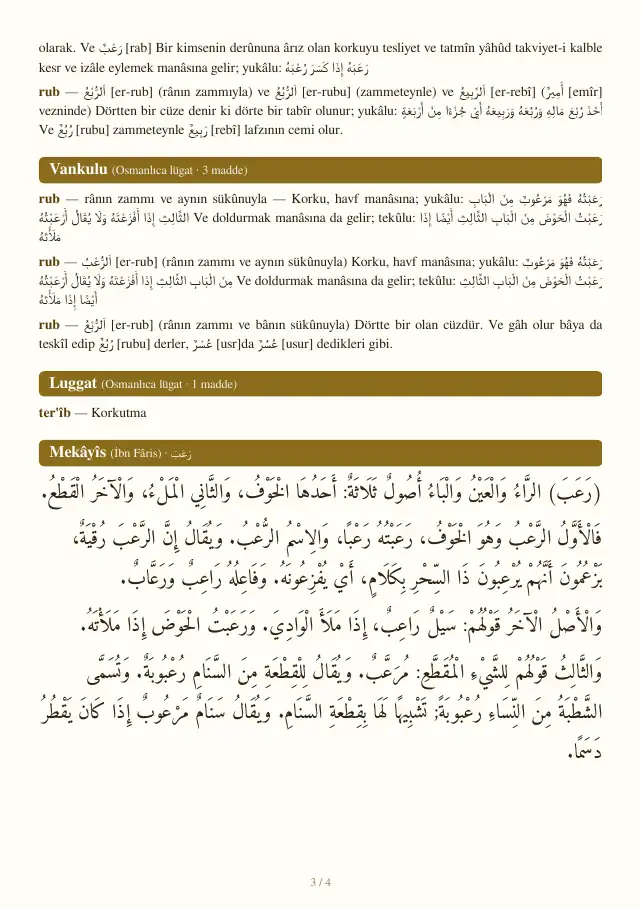 olarak. Ve رَعْبٌ [rab] Bir kimsenin derûnuna ârız olan korkuyu tesliyet ve tatmîn yâhûd takviyet-i kalble
kesr ve izâle eylemek manâsına gelir; yukâlu: رَعَبَهُ إِذَا كَسَرَ رُعْبَهُ
rub — اَلرُّبْعُ [er-rub] (rânın zammıyla) ve اَلرُّبُعُ [er-rubu] (zammeteynle) ve اَلرَّبِيعُ [er-rebî] (أَمِيرٌ [emîr]
vezninde) Dörtten bir cüze denir ki dörte bir tabîr olunur; yukâlu: أَخَذَ رُبْعَ مَالِهِ وَرُبُعَهُ وَرَبِيعَهُ أَيْ جُزْءًا مِنْ أَرْبَعَةٍ
Ve رُبُعٌ [rubu] zammeteynle رَبِيعٌ [rebî] lafzının cemi olur.
Vankulu (Osmanlıca lügat · 3 madde)
rub — rânın zammı ve aynın sükûnuyla — Korku, havf manâsına; yukâlu: رَعَبْتُهُ فَهُوَ مَرْعُوبٌ مِنَ الْبَابِ
الثَّالِثِ إِذَا أَفْزَعْتَهُ وَلَا يُقَالُ أَرْعَبْتُهُ Ve doldurmak manâsına da gelir; tekûlu: رَعَبْتُ الْحَوْضَ مِنَ الْبَابِ الثَّالِثِ أَيْضًا إِذَا
مَلَأْتَهُ
rub — اَلرُّعْبُ [er-rub] (rânın zammı ve aynın sükûnuyla) Korku, havf manâsına; yukâlu: رَعَبْتُهُ فَهُوَ مَرْعُوبٌ
مِنَ الْبَابِ الثَّالِثِ إِذَا أَفْزَعْتَهُ وَلَا يُقَالُ أَرْعَبْتُهُ Ve doldurmak manâsına da gelir; tekûlu: رَعَبْتُ الْحَوْضَ مِنَ الْبَابِ الثَّالِثِ
أَيْضًا إِذَا مَلَأْتَهُ
rub — اَلرُّبْعُ [er-rub] (rânın zammı ve bânın sükûnuyla) Dörtte bir olan cüzdür. Ve gâh olur bâya da
teskîl edip رُبُعٌ [rubu] derler, عُسْرٌ [usr]da عُسُرٌ [usur] dedikleri gibi.
Luggat (Osmanlıca lügat · 1 madde)
ter'îb — Korkutma
Mekâyîs (İbn Fâris) · رَعَبَ
(رَعَبَ) الرَّاءُ وَالْعَيْنُ وَالْبَاءُ أُصُولٌ ثَلَاثَةٌ: أَحَدُهَا الْخَوْفُ، وَالثَّانِي الْمَلْءُ، وَالْآخَرُ الْقَطْعُ.
فَالْأَوَّلُ الرُّعْبُ وَهُوَ الْخَوْفُ، رَعَبْتُهُ رَعْبًا، وَالِاسْمُ الرُّعْبُ. وَيُقَالُ إِنَّ الرَّعْبَ رُقْيَةٌ،
يَزْعُمُونَ أَنَّهُمْ يُرْعِبُونَ ذَا السِّحْرِ بِكَلَامٍ، أَيْ يُفْزِعُونَهُ. وَفَاعِلُهُ رَاعِبٌ وَرَعَّابٌ.
وَالْأَصْلُ الْآخَرُ قَوْلُهُمْ: سَيْلٌ رَاعِبٌ، إِذَا مَلَأَ الْوَادِيَ. وَرَعَبْتُ الْحَوْضَ إِذَا مَلَأْتَهُ.
وَالثَّالِثُ قَوْلُهُمْ لِلشَّيْءِ الْمُقَطَّعِ: مُرَعَّبٌ. وَيُقَالُ لِلْقِطْعَةِ مِنَ السَّنَامِ رُعْبُوبَةٌ. وَتُسَمَّى
الشَّطْبَةُ مِنَ النِّسَاءِ رُعْبُوبَةً; تَشْبِيهًا لَهَا بِقِطْعَةِ السَّنَامِ. وَيُقَالُ سَنَامٌ مَرْعُوبٌ إِذَا كَانَ يَقْطُرُ
دَسَمًا.
3 / 4